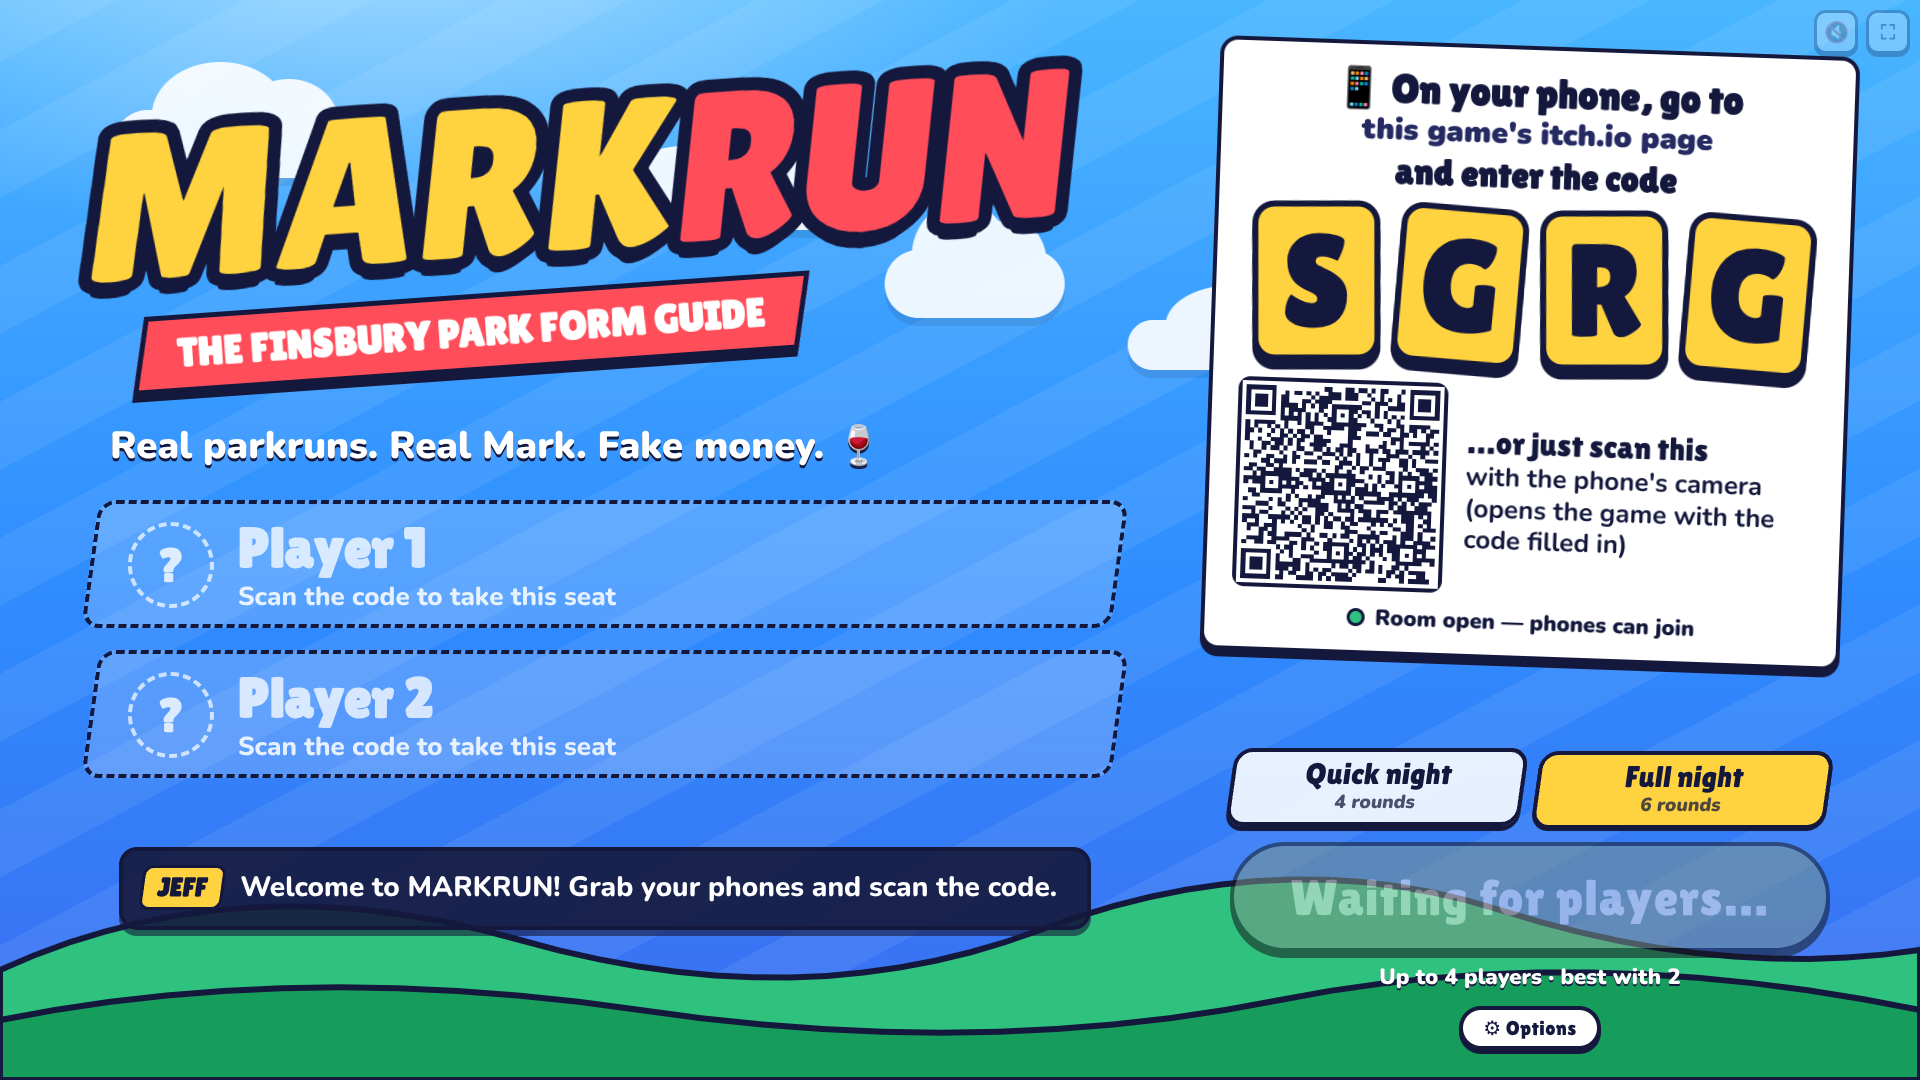 MARKRUN
THE FINSBURY PARK FORM GUIDE
Real parkruns. Real Mark. Fake money.
?
Player 1
Scan the code to take this seat
?
Player 2
Scan the code to take this seat
JEFF
Welcome to MARKRUN! Grab your phones and scan the code.
On your phone, go to
this game's itch.io page
and enter the code
S G R G
...or just scan this
with the phone's camera
(opens the game with the
code filled in)
Room open — phones can join
Quick night
4 rounds
Full night
6 rounds
Waiting for players...
Up to 4 players · best with 2
⚙ Options